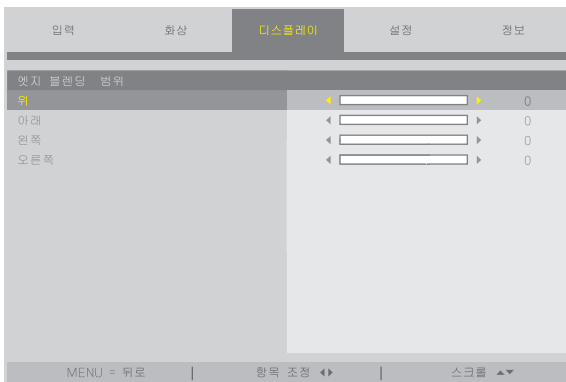 입력 화상 디스플레이 설정 정보
엣지 블렌딩 범위
위 0
아래 0
왼쪽 0
오른쪽 0
MENU = 뒤로 | 항목 조정 ◂▸ | 스크롤 ▴▾